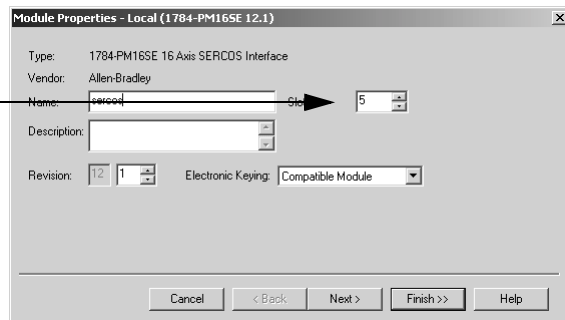 Module Properties - Local (1784-PM16SE 12.1)
Type: 1784-PM16SE 16 Axis SERCOS Interface
Vendor: Allen-Bradley
Name: sercos 5
Description:
Revision: 12 1 Electronic Keying: Compatible Module
Cancel < Back Next > Finish >> Help